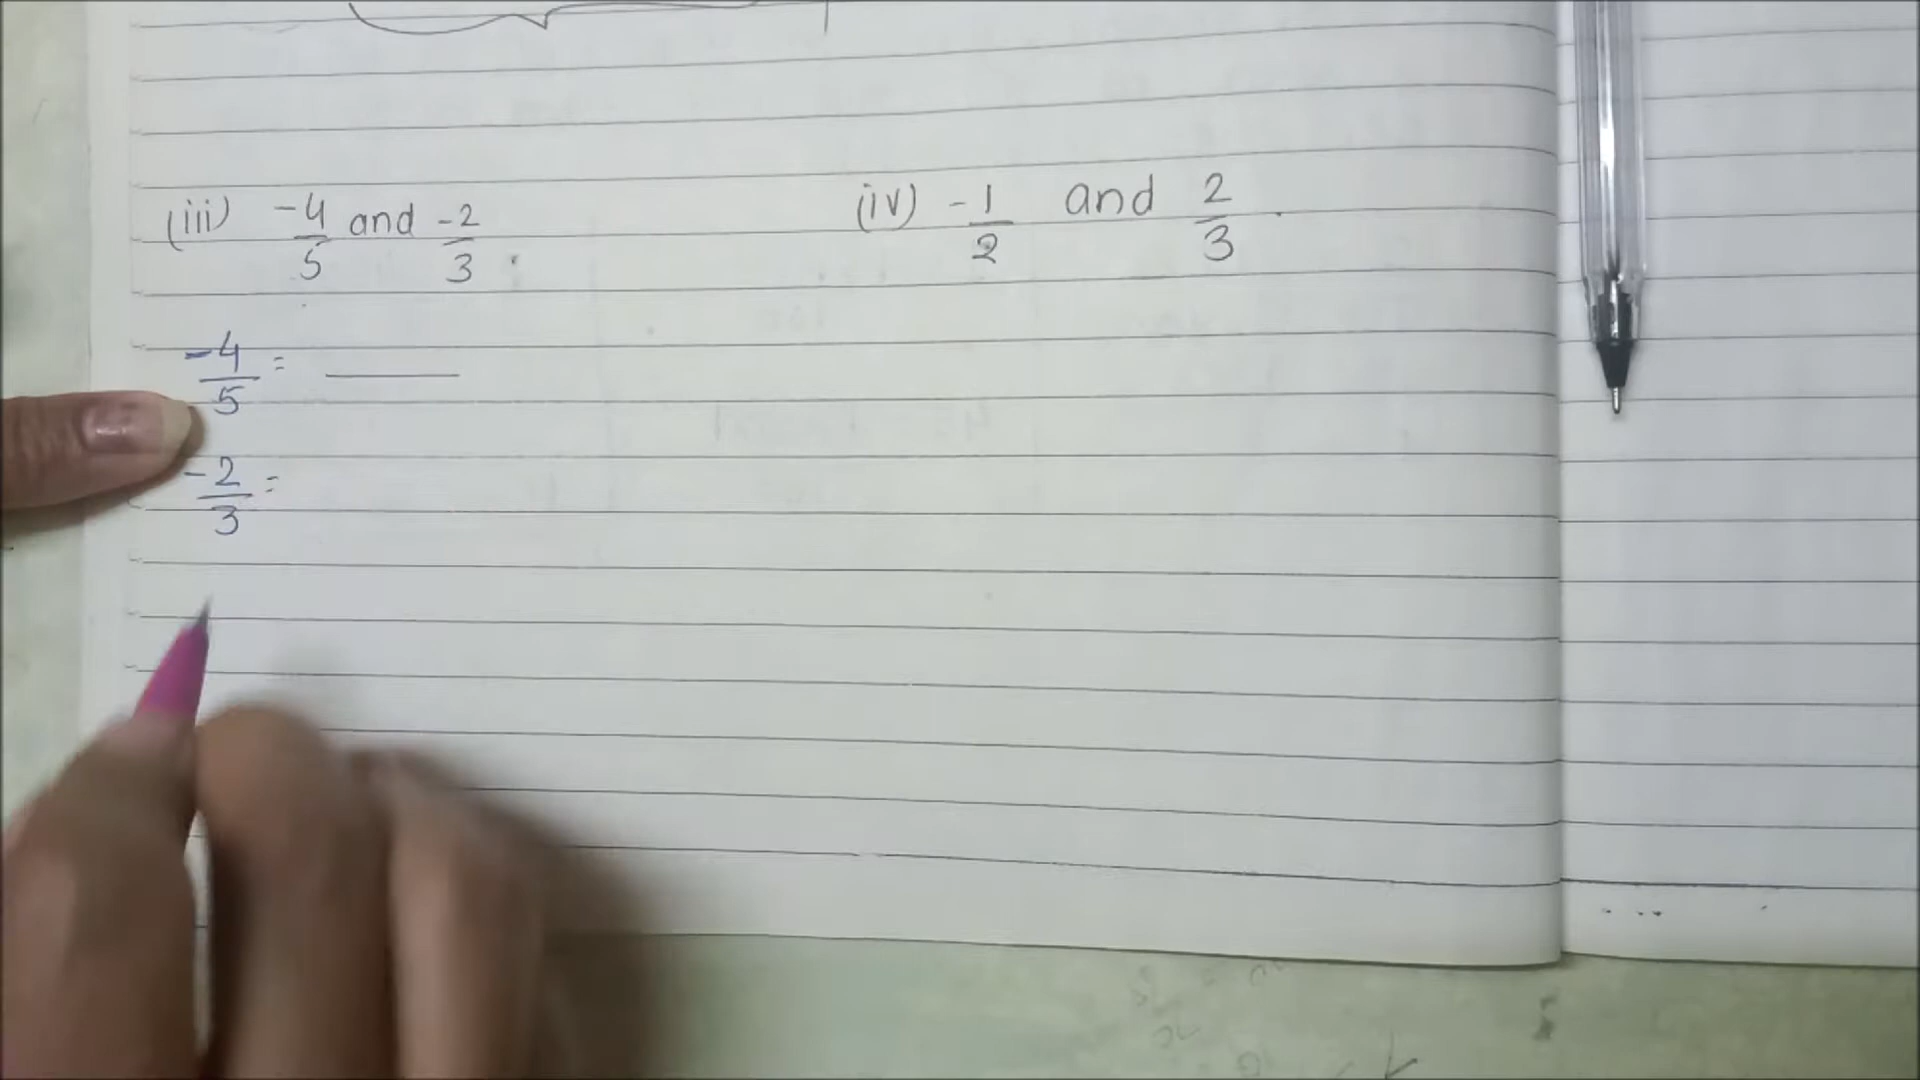 (iii) -4/5 and -2/3.
(iv) -1/2 and 2/3.
-4/5 =
-2/3 =